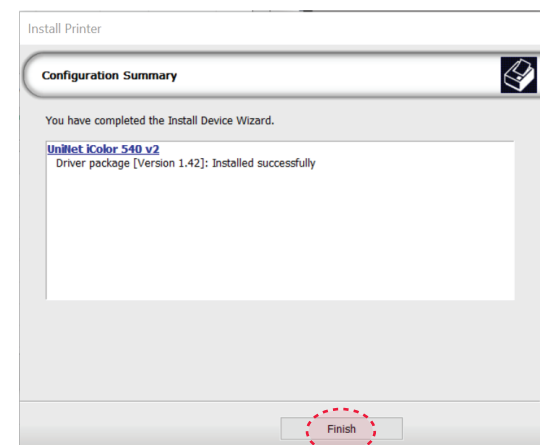 Install Printer
Configuration Summary
You have completed the Install Device Wizard.
UniNet iColor 540 v2
Driver package [Version 1.42]: Installed successfully
Finish